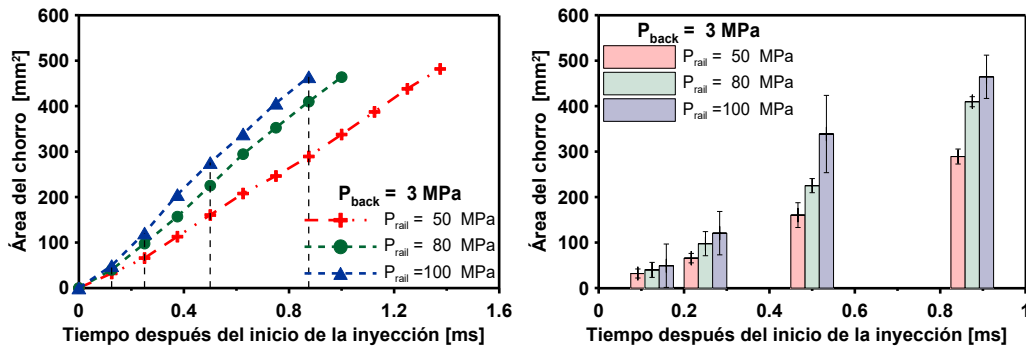 600
500
400
300
200
100
0
Área del chorro [mm²]
P_back = 3 MPa
P_rail = 50 MPa
P_rail = 80 MPa
P_rail =100 MPa
0 0.4 0.8 1.2 1.6
Tiempo después del inicio de la inyección [ms]
600
500
400
300
200
100
0
Área del chorro [mm²]
P_back = 3 MPa
P_rail = 50 MPa
P_rail = 80 MPa
P_rail =100 MPa
0 0.2 0.4 0.6 0.8 1
Tiempo después del inicio de la inyección [ms]